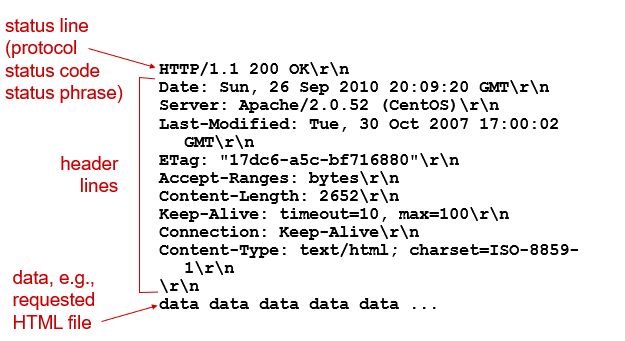 status line
(protocol
status code
status phrase)
HTTP/1.1 200 OK\r\n
Date: Sun, 26 Sep 2010 20:09:20 GMT\r\n
Server: Apache/2.0.52 (CentOS)\r\n
Last-Modified: Tue, 30 Oct 2007 17:00:02
GMT\r\n
ETag: "17dc6-a5c-bf716880"\r\n
Accept-Ranges: bytes\r\n
Content-Length: 2652\r\n
Keep-Alive: timeout=10, max=100\r\n
Connection: Keep-Alive\r\n
Content-Type: text/html; charset=ISO-8859-
1\r\n
\r\n
header
lines
data, e.g.,
requested
HTML file
data data data data data ...